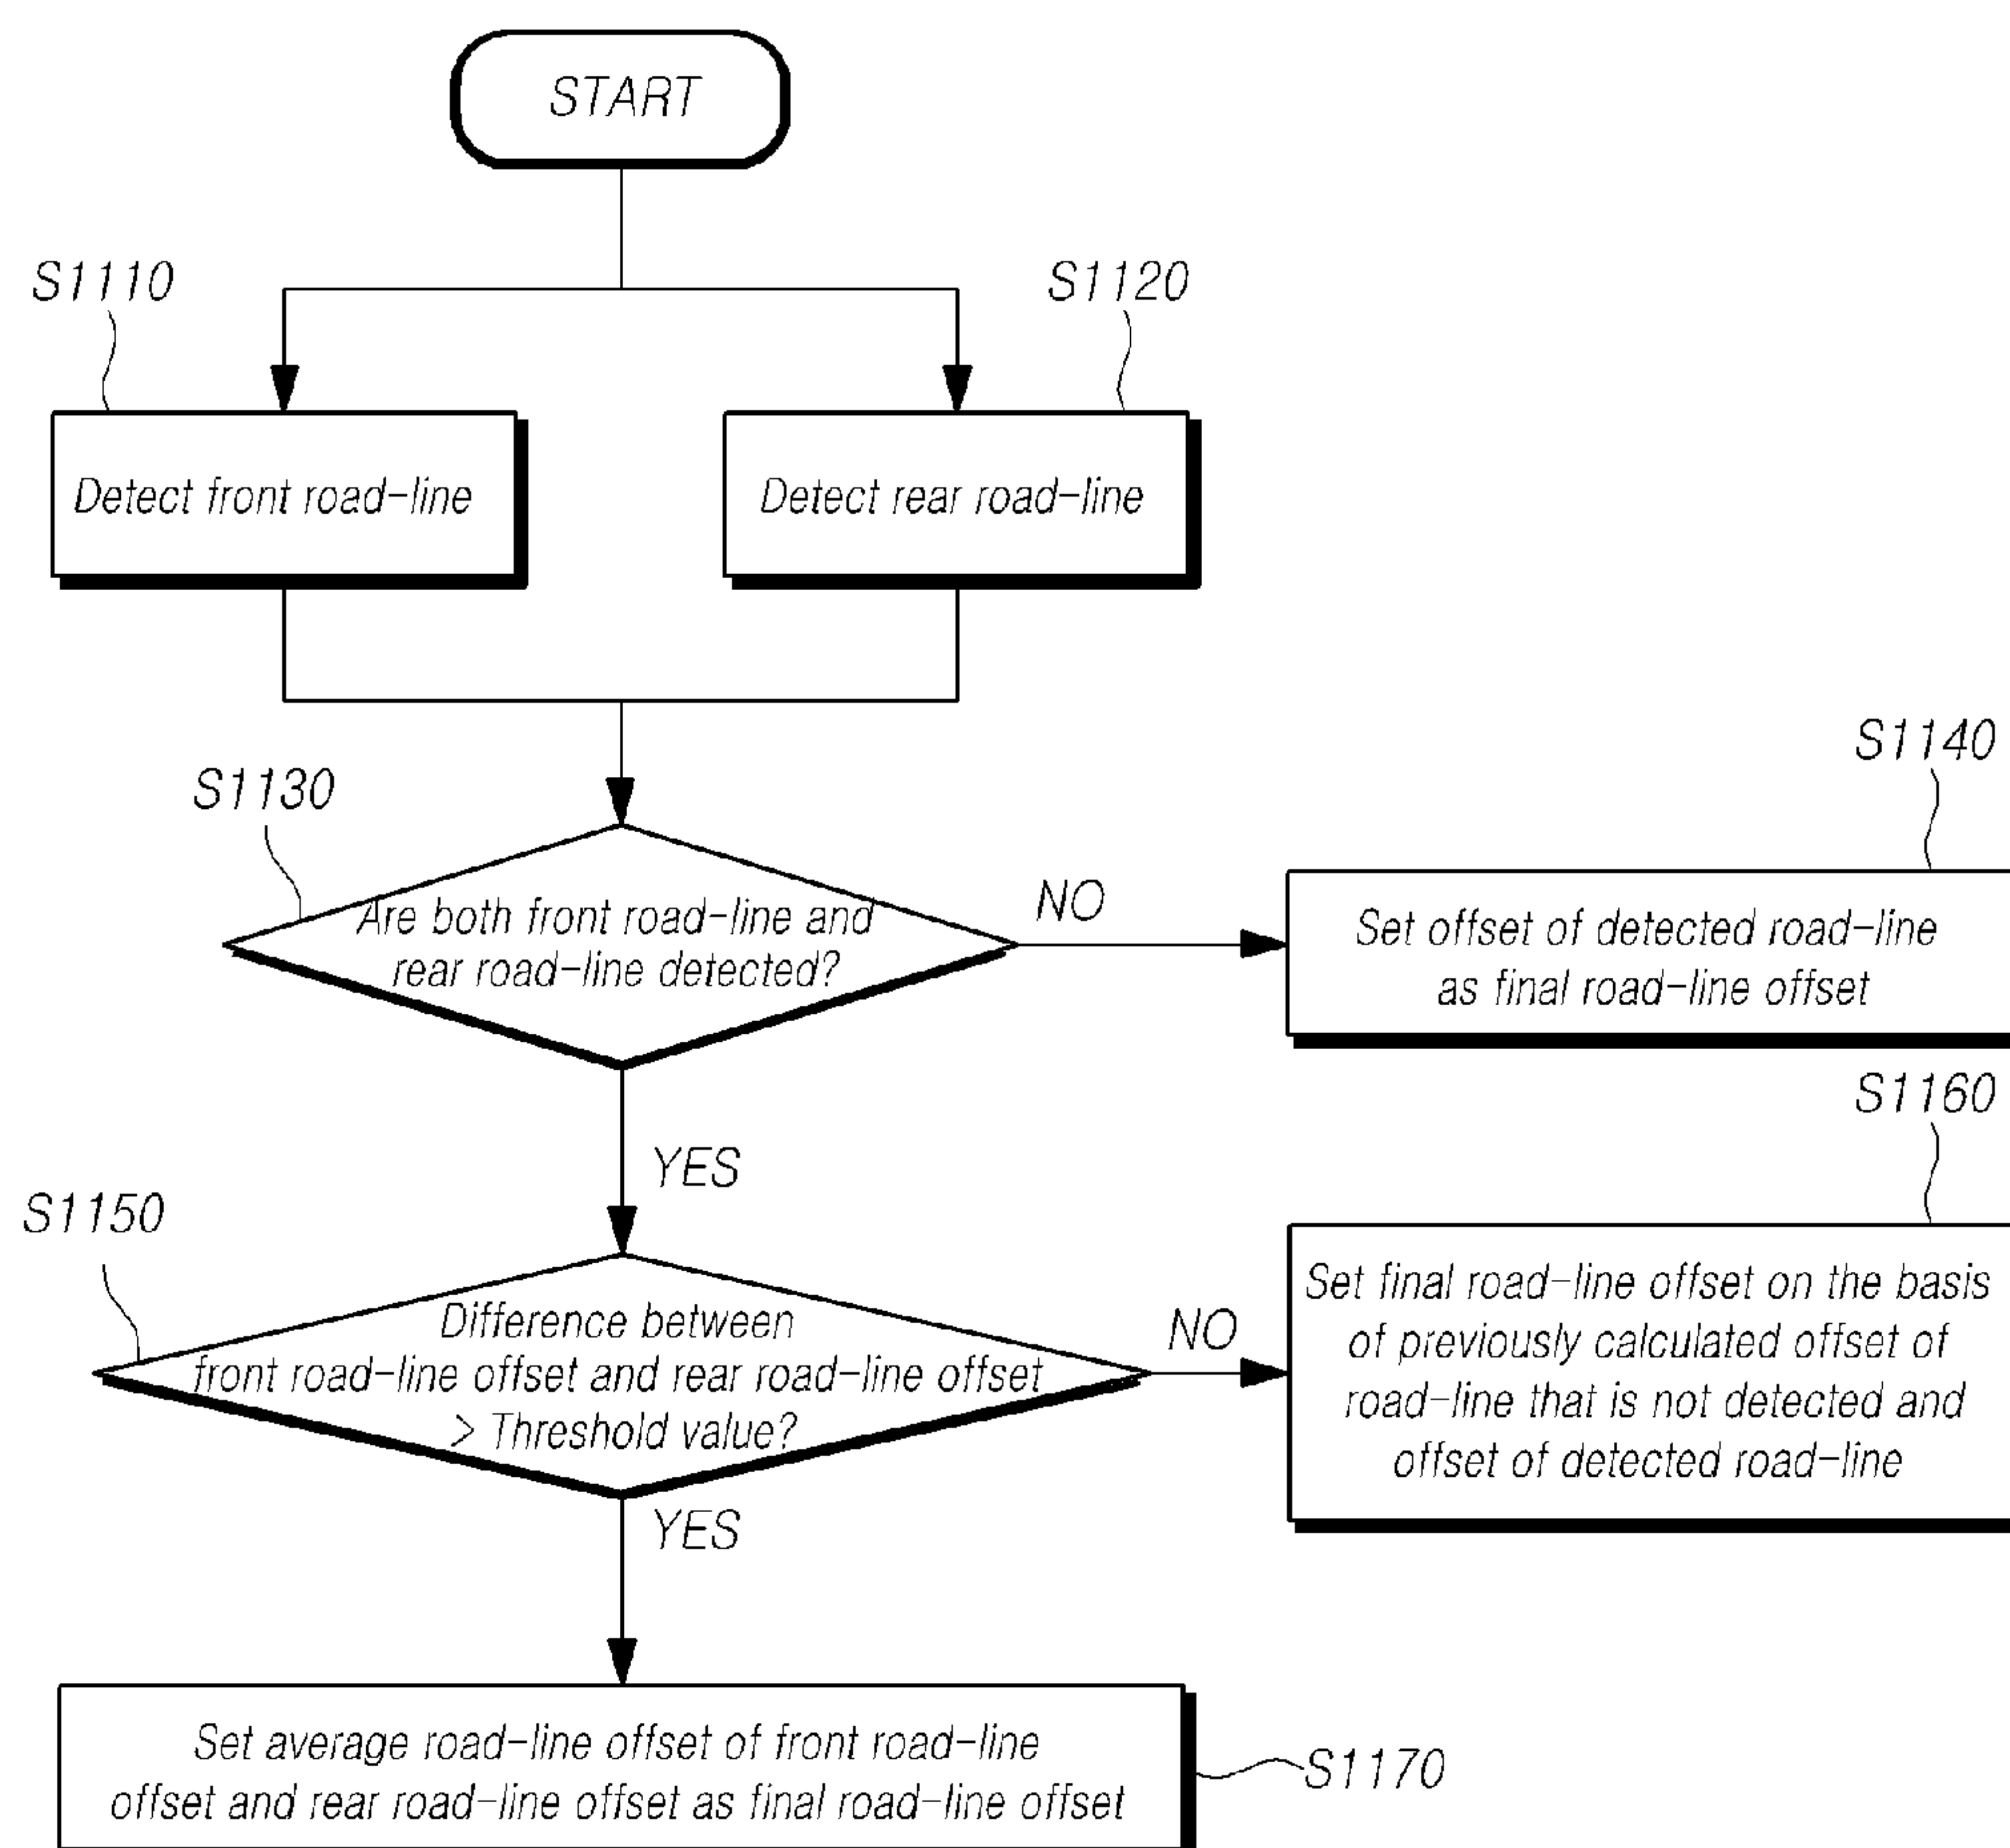 START
S1110
S1120
Detect front road-line
Detect rear road-line
S1130
Are both front road-line and
rear road-line detected?
NO
S1140
Set offset of detected road-line
as final road-line offset
YES
S1150
Difference between
front road-line offset and rear road-line offset
> Threshold value?
NO
S1160
Set final road-line offset on the basis
of previously calculated offset of
road-line that is not detected and
offset of detected road-line
YES
Set average road-line offset of front road-line
offset and rear road-line offset as final road-line offset
S1170